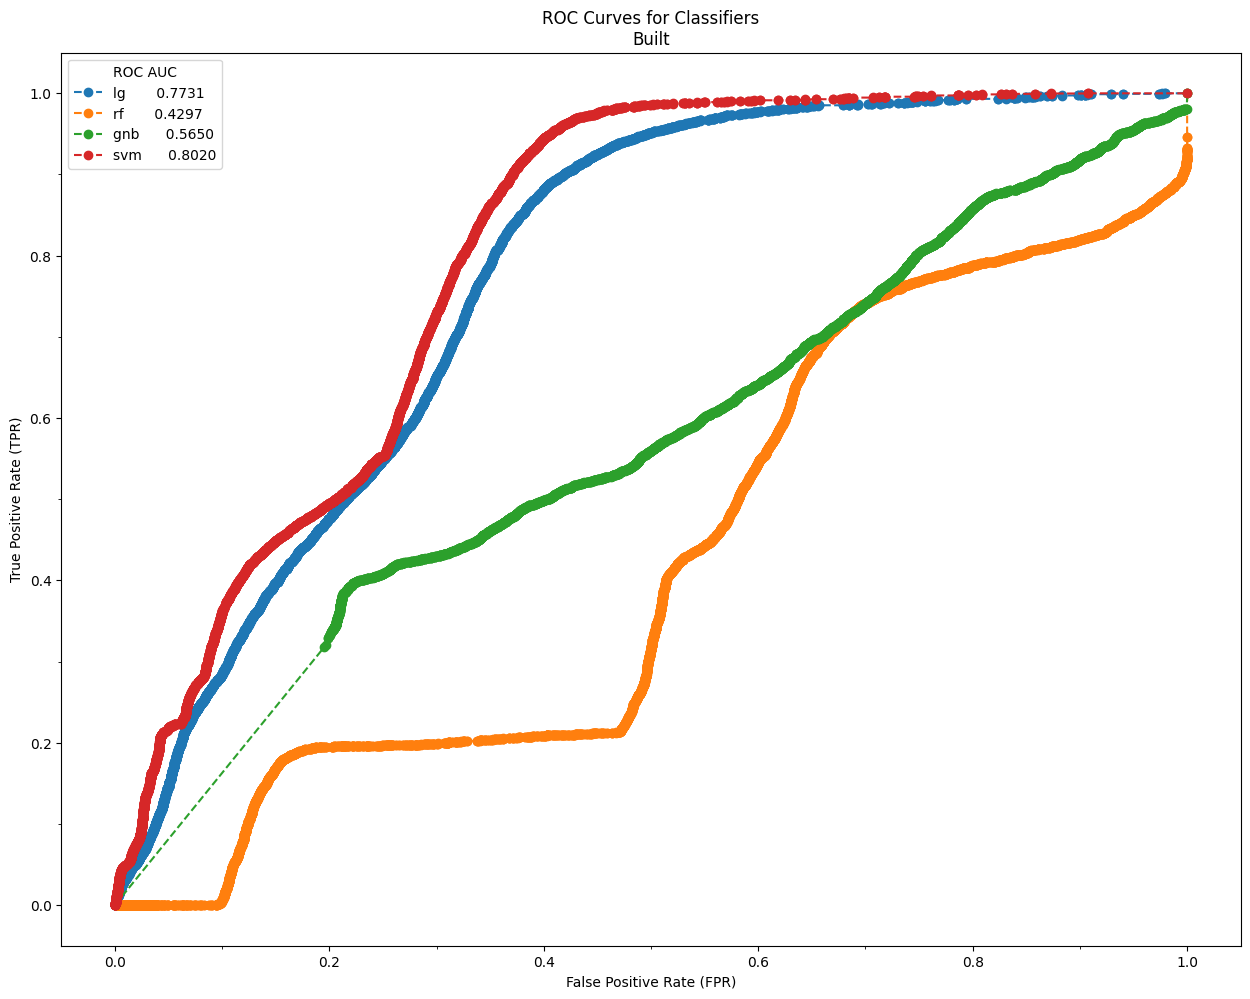 ROC Curves for Classifiers
Built
ROC AUC
lg 0.7731
rf 0.4297
gnb 0.5650
svm 0.8020
True Positive Rate (TPR)
1.0
0.8
0.6
0.4
0.2
0.0
0.0 0.2 0.4 0.6 0.8 1.0
False Positive Rate (FPR)